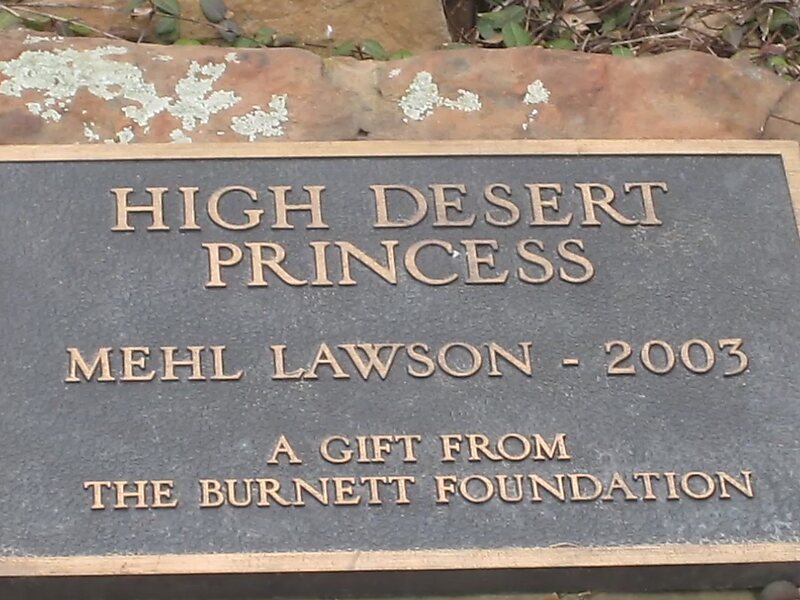 HIGH DESERT
PRINCESS
MEHL LAWSON - 2003
A GIFT FROM
THE BURNETT FOUNDATION